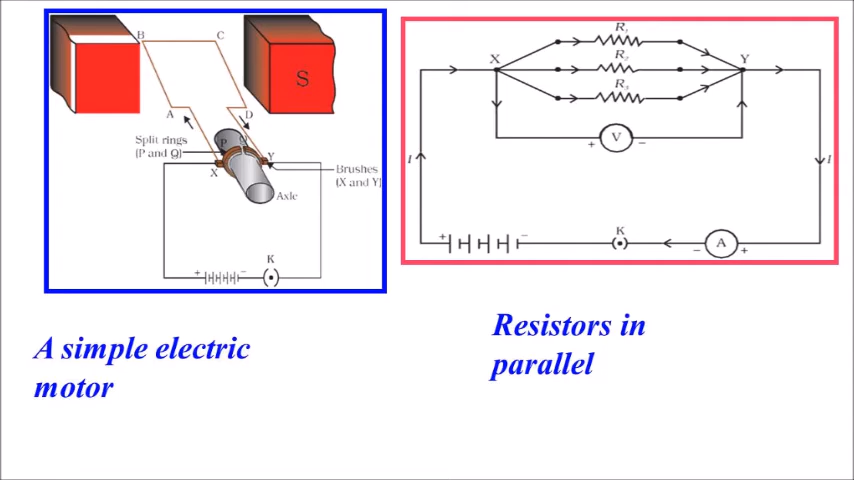 B
C
S
A
D
Split rings
(P and Q)
P
Q
Y
X
Brushes
(X and Y)
Axle
K
+
−
R₁
R₂
R₃
X
Y
+ V −
I
I
+
−
K
− A +
A simple electric
motor
Resistors in
parallel